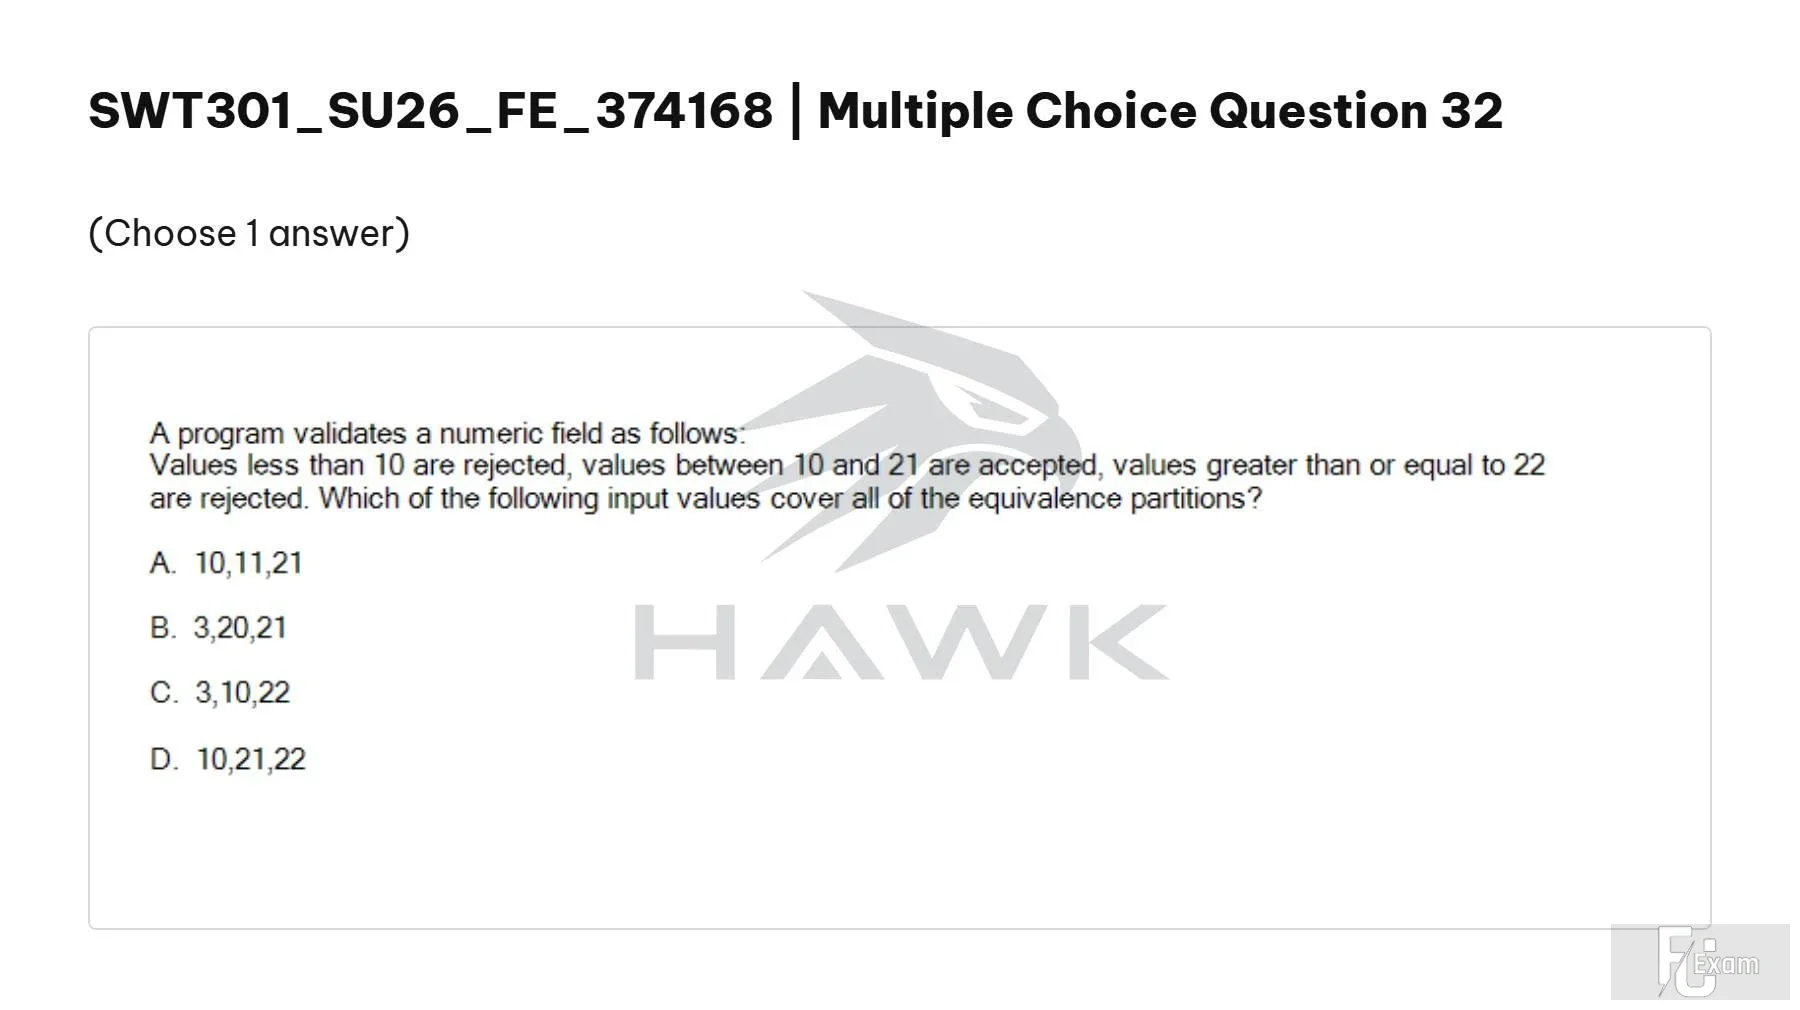 SWT301_SU26_FE_374168 | Multiple Choice Question 32
(Choose 1 answer)
A program validates a numeric field as follows:
Values less than 10 are rejected, values between 10 and 21 are accepted, values greater than or equal to 22
are rejected. Which of the following input values cover all of the equivalence partitions?
A. 10,11,21
B. 3,20,21
C. 3,10,22
D. 10,21,22
HAWK
FU Exam